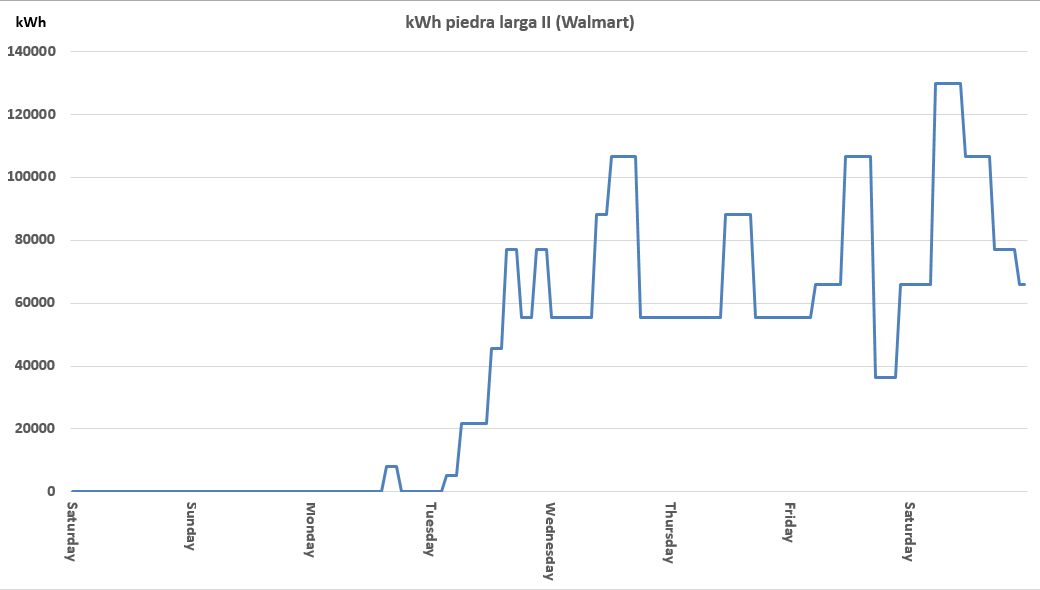 kWh
kWh piedra larga II (Walmart)
140000
120000
100000
80000
60000
40000
20000
0
Saturday
Sunday
Monday
Tuesday
Wednesday
Thursday
Friday
Saturday